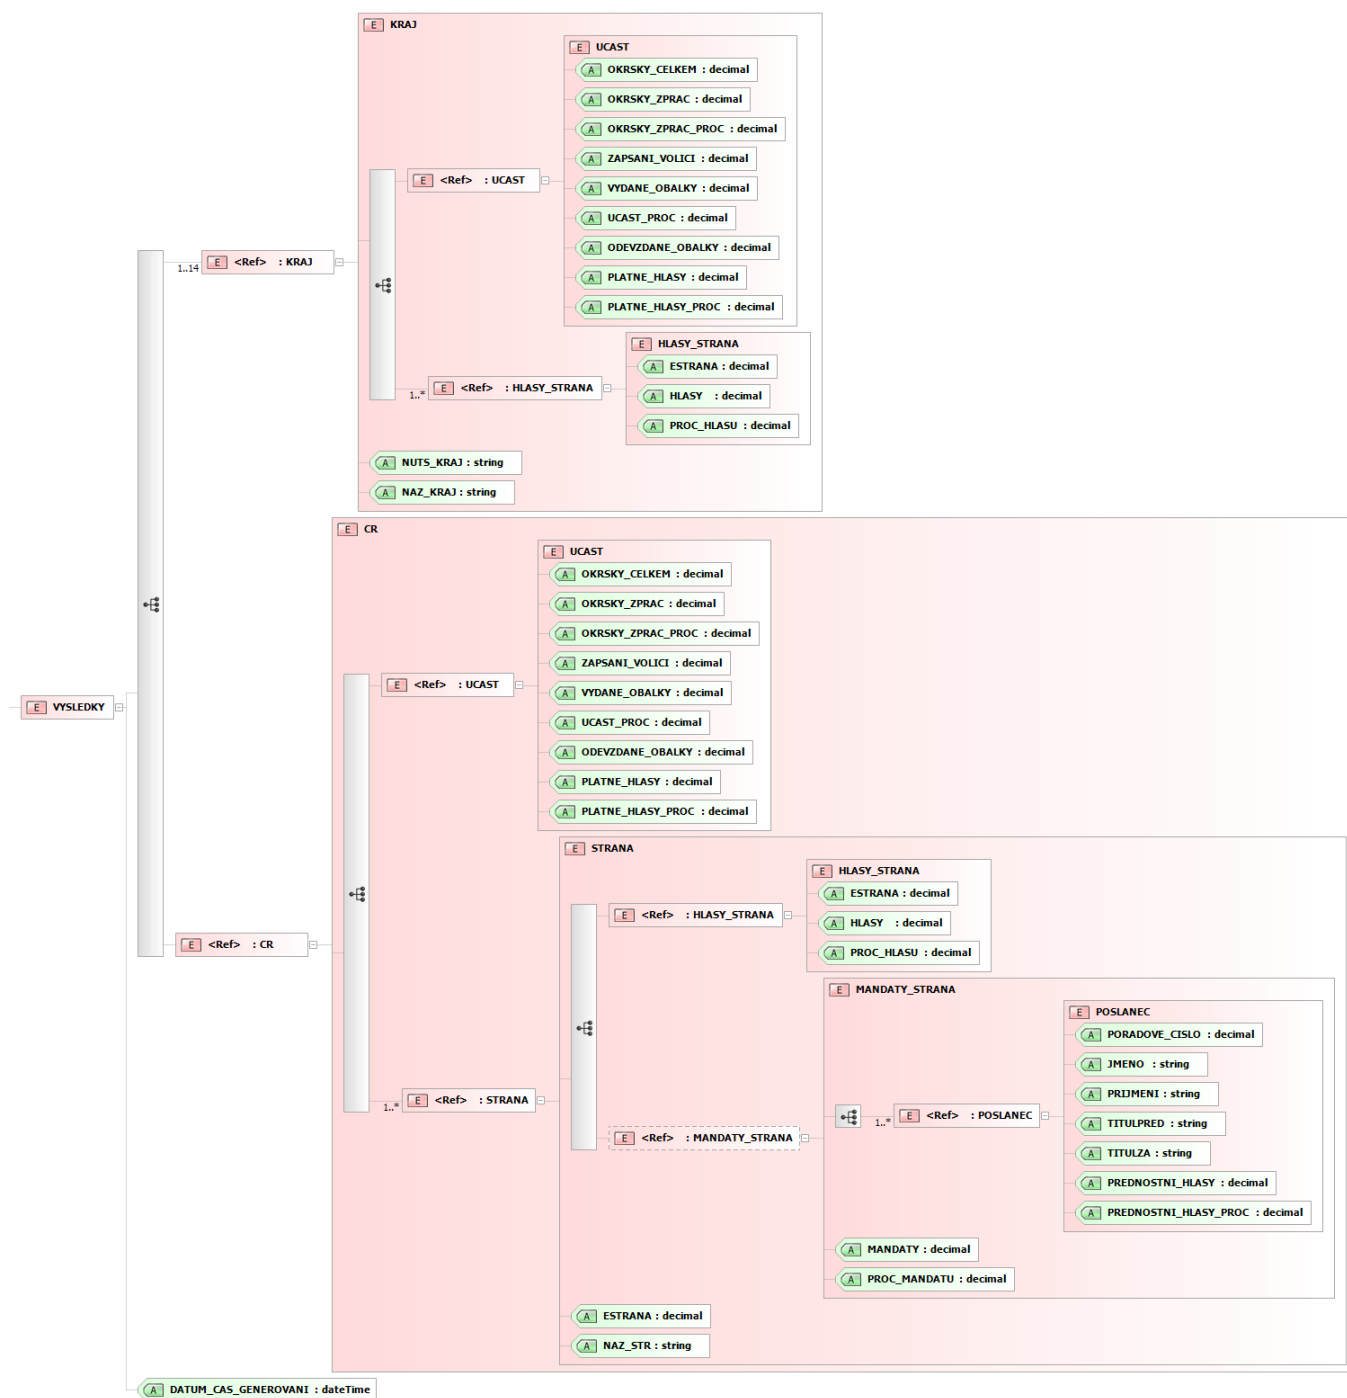 E KRAJ
E UCAST
A OKRSKY_CELKEM : decimal
A OKRSKY_ZPRAC : decimal
A OKRSKY_ZPRAC_PROC : decimal
A ZAPSANI_VOLICI : decimal
E <Ref> : UCAST
A VYDANE_OBALKY : decimal
A UCAST_PROC : decimal
A ODEVZDANE_OBALKY : decimal
1..14 E <Ref> : KRAJ
A PLATNE_HLASY : decimal
A PLATNE_HLASY_PROC : decimal
E HLASY_STRANA
A ESTRANA : decimal
1..* E <Ref> : HLASY_STRANA
A HLASY : decimal
A PROC_HLASU : decimal
A NUTS_KRAJ : string
A NAZ_KRAJ : string
E CR
E UCAST
A OKRSKY_CELKEM : decimal
A OKRSKY_ZPRAC : decimal
A OKRSKY_ZPRAC_PROC : decimal
A ZAPSANI_VOLICI : decimal
E <Ref> : UCAST
A VYDANE_OBALKY : decimal
E VYSLEDKY
A UCAST_PROC : decimal
A ODEVZDANE_OBALKY : decimal
A PLATNE_HLASY : decimal
A PLATNE_HLASY_PROC : decimal
E STRANA
E HLASY_STRANA
A ESTRANA : decimal
E <Ref> : HLASY_STRANA
A HLASY : decimal
E <Ref> : CR
A PROC_HLASU : decimal
E MANDATY_STRANA
E POSLANEC
A PORADOVE_CISLO : decimal
A JMENO : string
1..* E <Ref> : STRANA
A PRIJMENI : string
1..* E <Ref> : POSLANEC
A TITULPRED : string
E <Ref> : MANDATY_STRANA
A TITULZA : string
A PREDNOSTNI_HLASY : decimal
A PREDNOSTNI_HLASY_PROC : decimal
A MANDATY : decimal
A PROC_MANDATU : decimal
A ESTRANA : decimal
A NAZ_STR : string
A DATUM_CAS_GENEROVANI : dateTime